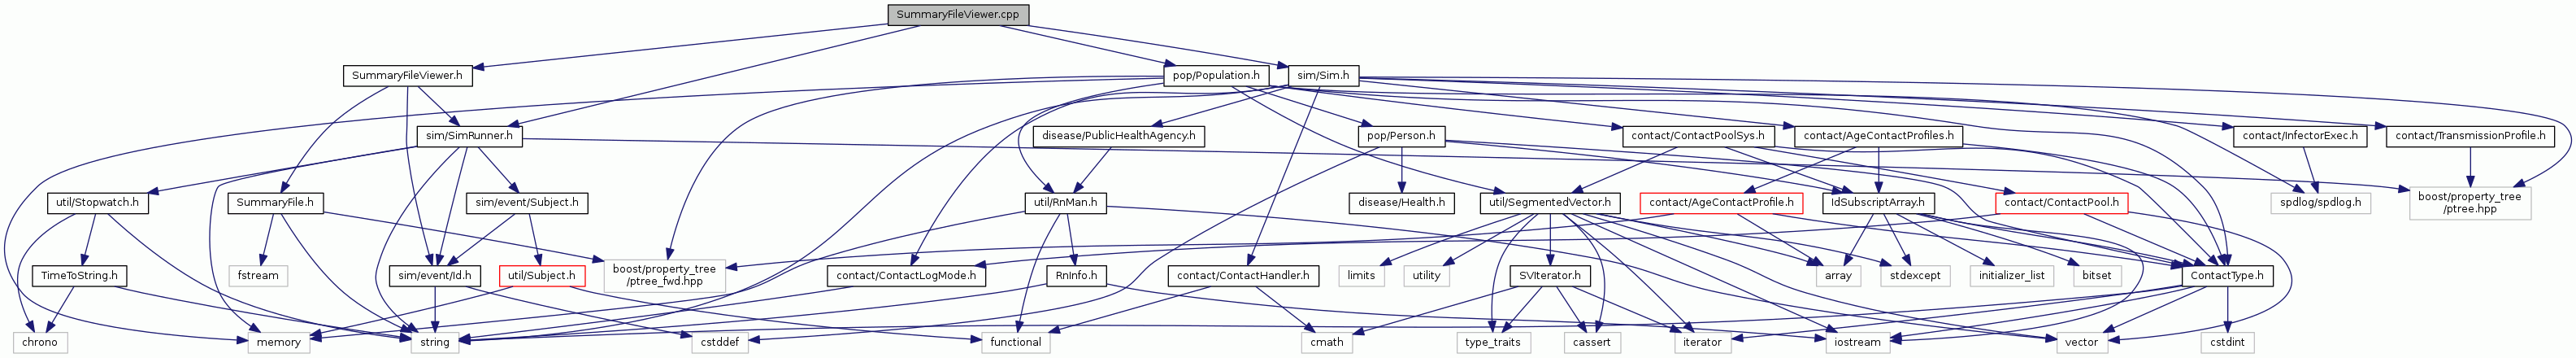 SummaryFileViewer.cpp
SummaryFileViewer.h
pop/Population.h
sim/Sim.h
sim/SimRunner.h
disease/PublicHealthAgency.h
pop/Person.h
contact/ContactPoolSys.h
contact/AgeContactProfiles.h
contact/InfectorExec.h
contact/TransmissionProfile.h
util/Stopwatch.h
SummaryFile.h
sim/event/Subject.h
util/RnMan.h
disease/Health.h
util/SegmentedVector.h
contact/AgeContactProfile.h
IdSubscriptArray.h
contact/ContactPool.h
spdlog/spdlog.h
boost/property_tree
/ptree.hpp
TimeToString.h
fstream
sim/event/Id.h
util/Subject.h
boost/property_tree
/ptree_fwd.hpp
contact/ContactLogMode.h
RnInfo.h
contact/ContactHandler.h
limits
utility
SVIterator.h
array
stdexcept
initializer_list
bitset
ContactType.h
chrono
memory
string
cstddef
functional
cmath
type_traits
cassert
iterator
iostream
vector
cstdint